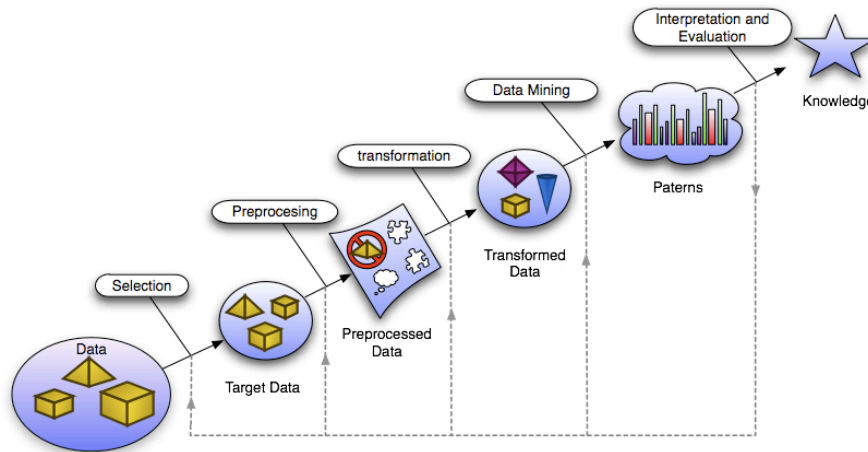 Interpretation and
Evaluation
Knowledge
Data Mining
Paterns
transformation
Transformed
Data
Preprocesing
Preprocessed
Data
Selection
Target Data
Data